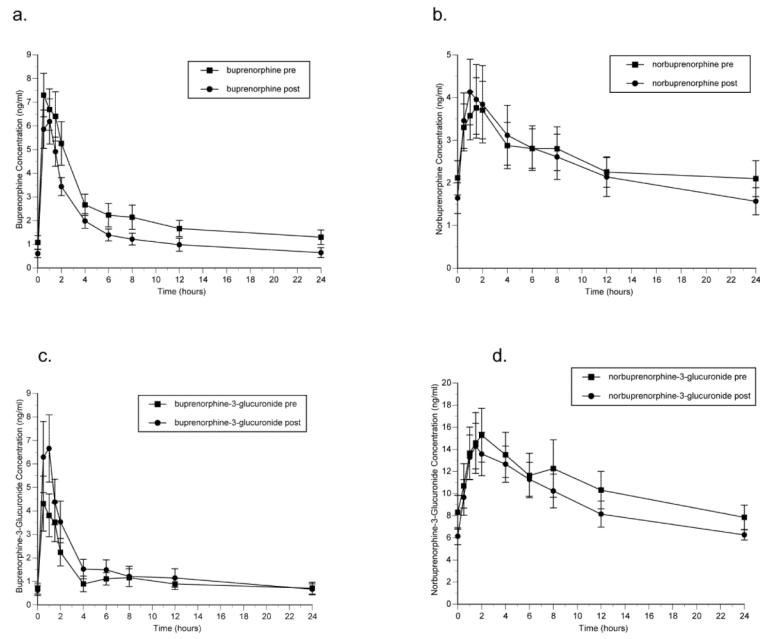 a.
buprenorphine pre
buprenorphine post
Buprenorphine Concentration (ng/ml)
9
8
7
6
5
4
3
2
1
0
0 2 4 6 8 10 12 14 16 18 20 22 24
Time (hours)
b.
norbuprenorphine pre
norbuprenorphine post
Norbuprenorphine Concentration (ng/ml)
5
4
3
2
1
0
0 2 4 6 8 10 12 14 16 18 20 22 24
Time (hours)
c.
buprenorphine-3-glucuronide pre
buprenorphine-3-glucuronide post
Buprenorphine-3-Glucuronide Concentration (ng/ml)
9
8
7
6
5
4
3
2
1
0
0 2 4 6 8 10 12 14 16 18 20 22 24
Time (hours)
d.
norbuprenorphine-3-glucuronide pre
norbuprenorphine-3-glucuronide post
Norbuprenorphine-3-Glucuronide Concentration (ng/ml)
20
18
16
14
12
10
8
6
4
2
0
0 2 4 6 8 10 12 14 16 18 20 22 24
Time (hours)